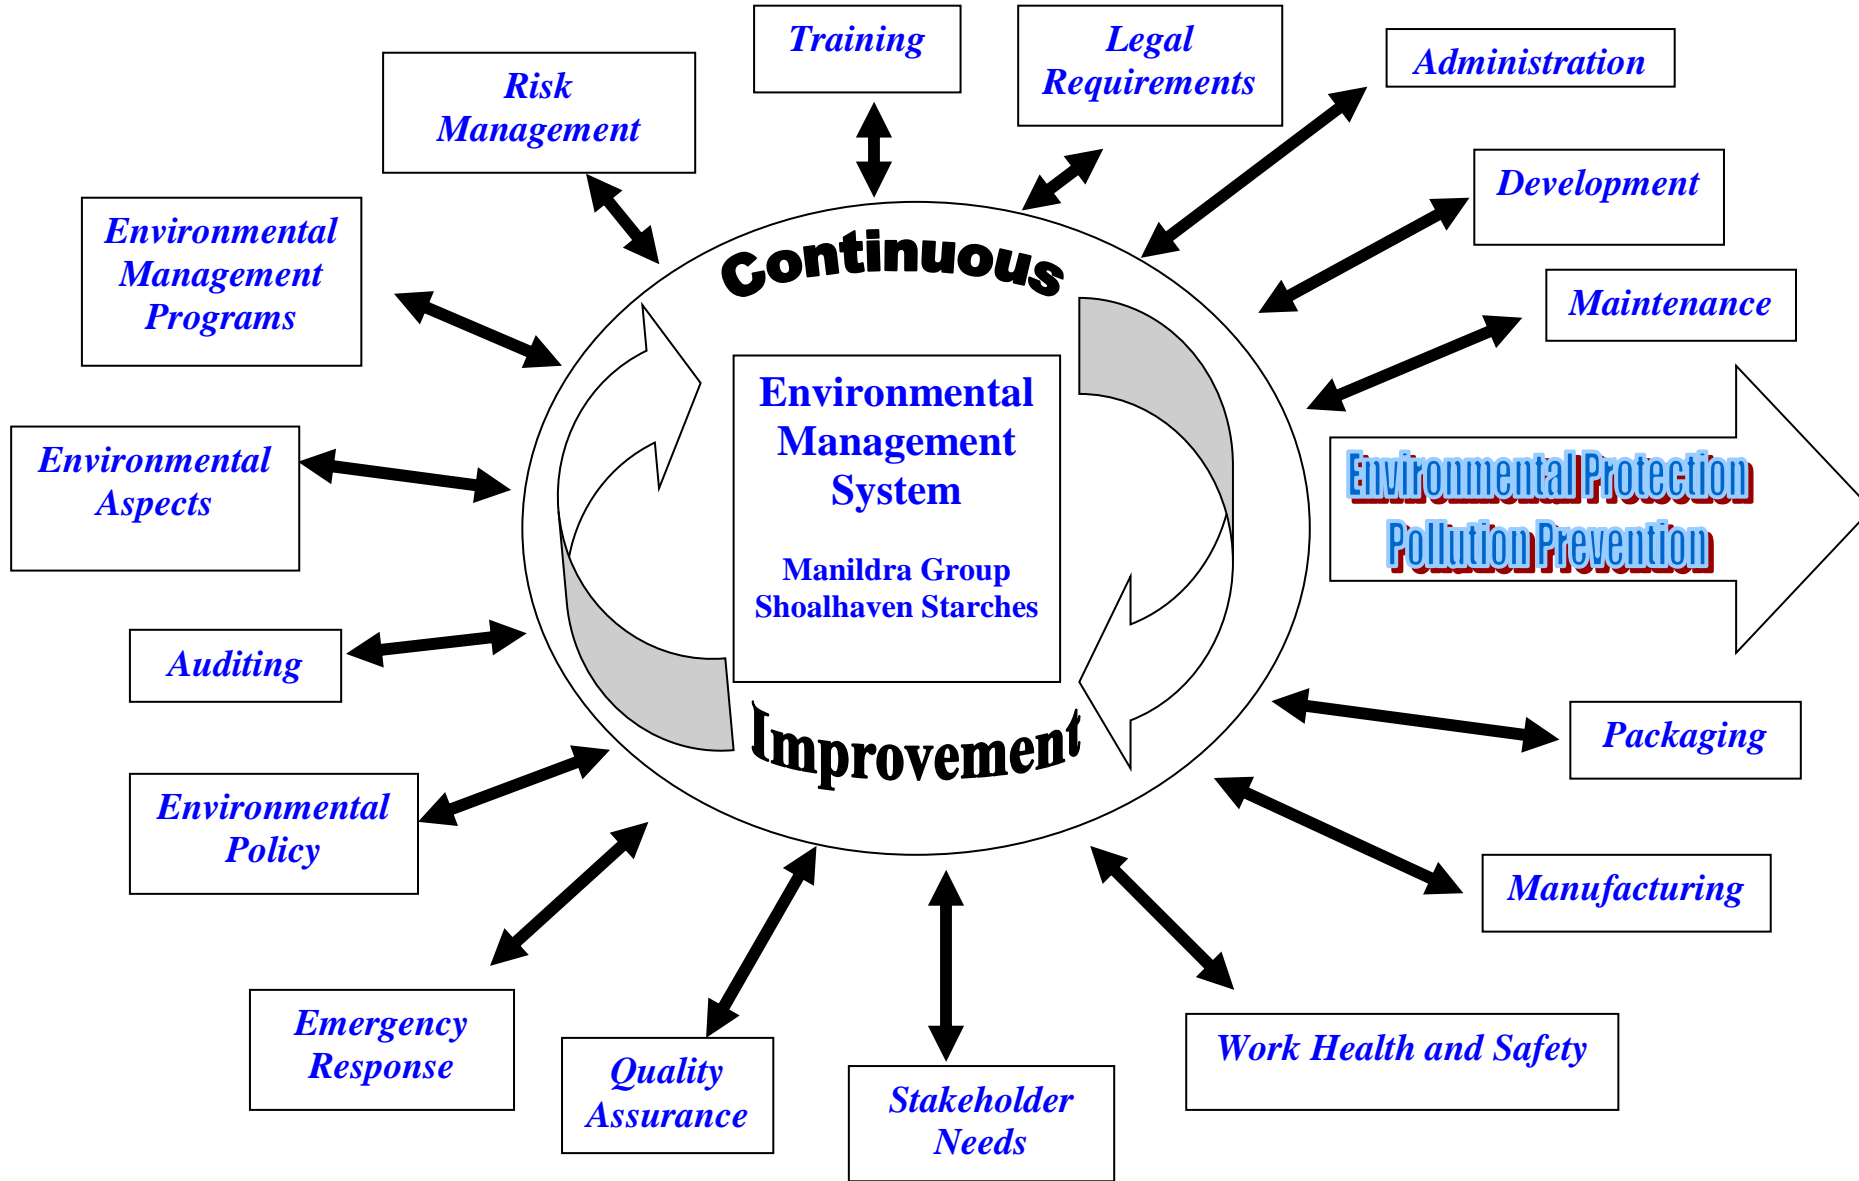 Training
Legal
Requirements
Administration
Risk
Management
Development
Environmental
Management
Programs
Maintenance
Continuous
Environmental
Management
System
Manildra Group
Shoalhaven Starches
Improvement
Environmental
Aspects
Environmental Protection
Pollution Prevention
Auditing
Packaging
Environmental
Policy
Manufacturing
Emergency
Response
Quality
Assurance
Stakeholder
Needs
Work Health and Safety